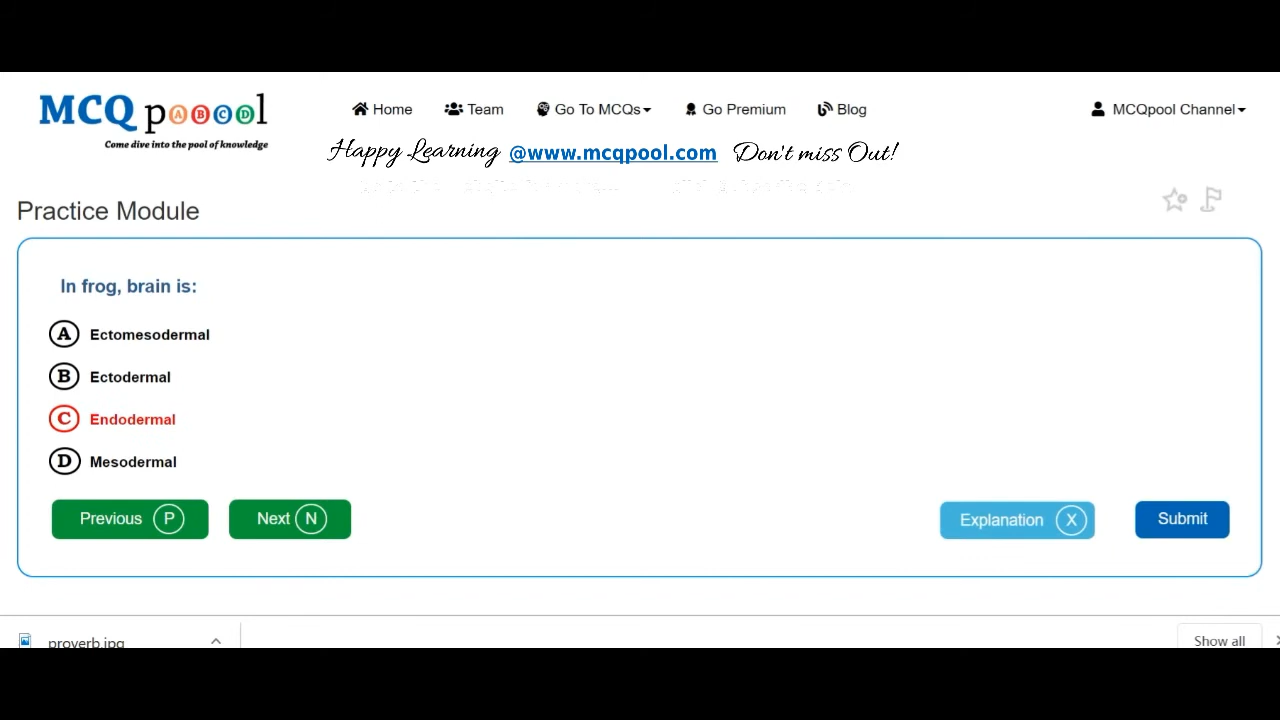 MCQ pooool
Come dive into the pool of knowledge
Home Team Go To MCQs Go Premium Blog MCQpool Channel
Happy Learning @www.mcqpool.com Don't miss Out!
Practice Module
In frog, brain is:
A Ectomesodermal
B Ectodermal
C Endodermal
D Mesodermal
Previous P Next N Explanation X Submit
proverb.jpg Show all